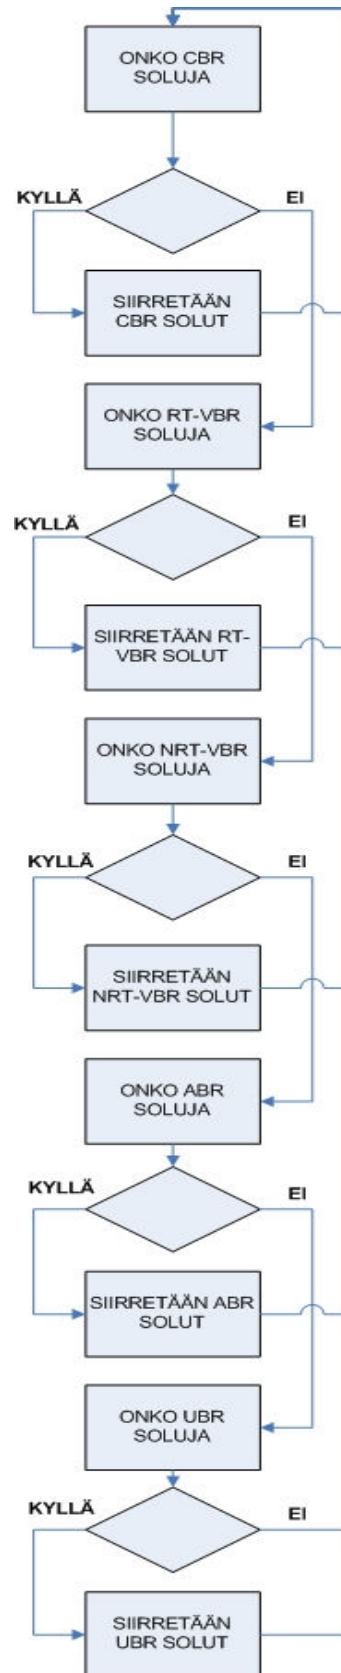 ONKO CBR
SOLUJA
KYLLÄ
EI
SIIRRETÄÄN
CBR SOLUT
ONKO RT-VBR
SOLUJA
KYLLÄ
EI
SIIRRETÄÄN RT-
VBR SOLUT
ONKO NRT-VBR
SOLUJA
KYLLÄ
EI
SIIRRETÄÄN
NRT-VBR SOLUT
ONKO ABR
SOLUJA
KYLLÄ
EI
SIIRRETÄÄN ABR
SOLUT
ONKO UBR
SOLUJA
KYLLÄ
EI
SIIRRETÄÄN
UBR SOLUT